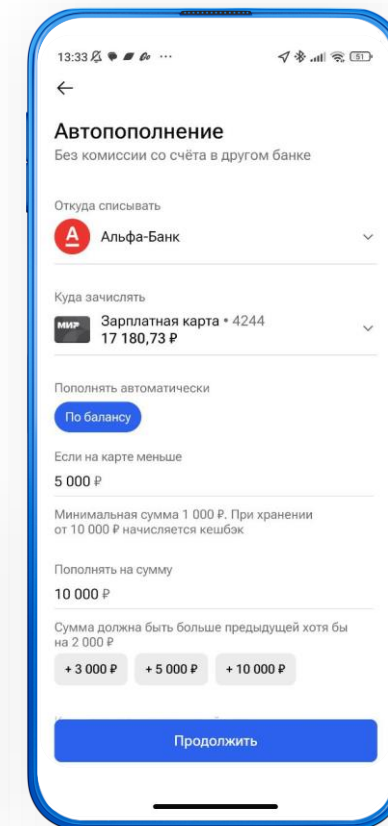 13:33
51
Автопополнение
Без комиссии со счёта в другом банке
Откуда списывать
А Альфа-Банк
Куда зачислять
МИР Зарплатная карта • 4244
17 180,73 ₽
Пополнять автоматически
По балансу
Если на карте меньше
5 000 ₽
Минимальная сумма 1 000 ₽. При хранении
от 10 000 ₽ начисляется кешбэк
Пополнять на сумму
10 000 ₽
Сумма должна быть больше предыдущей хотя бы
на 2 000 ₽
+ 3 000 ₽ + 5 000 ₽ + 10 000 ₽
Продолжить